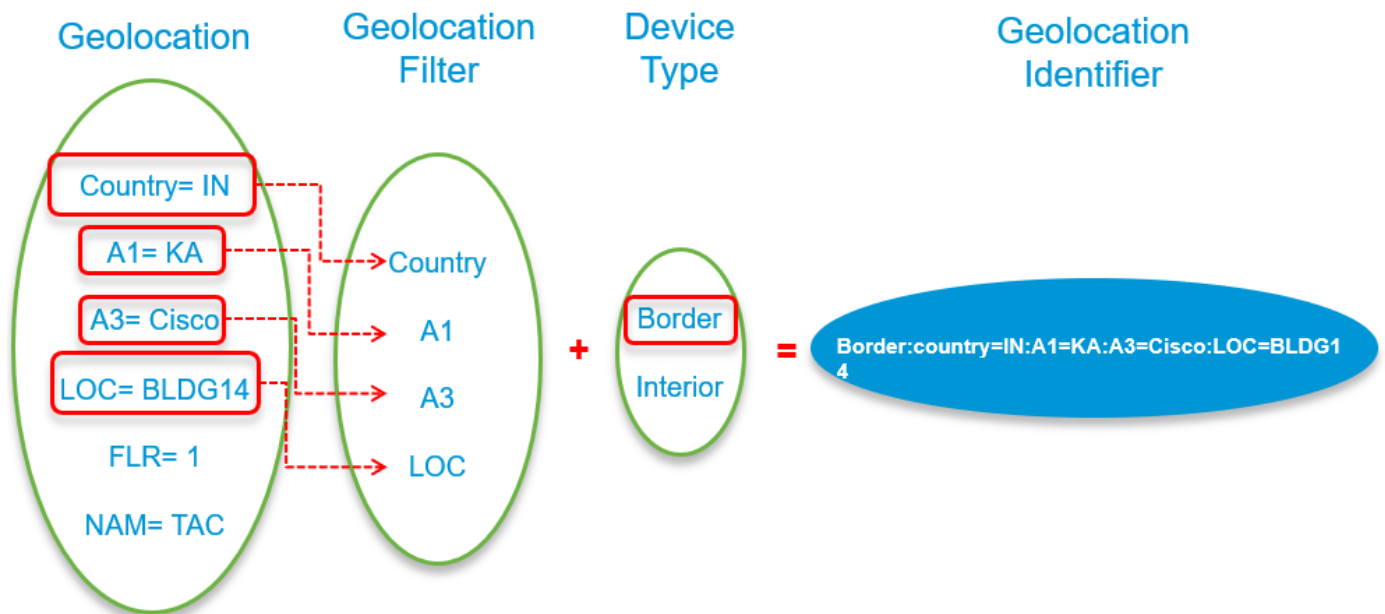 Geolocation
Geolocation
Filter
Device
Type
Geolocation
Identifier
Country= IN
A1= KA
A3= Cisco
LOC= BLDG14
FLR= 1
NAM= TAC
Country
A1
A3
LOC
+
Border
Interior
=
Border:country=IN:A1=KA:A3=Cisco:LOC=BLDG1
4